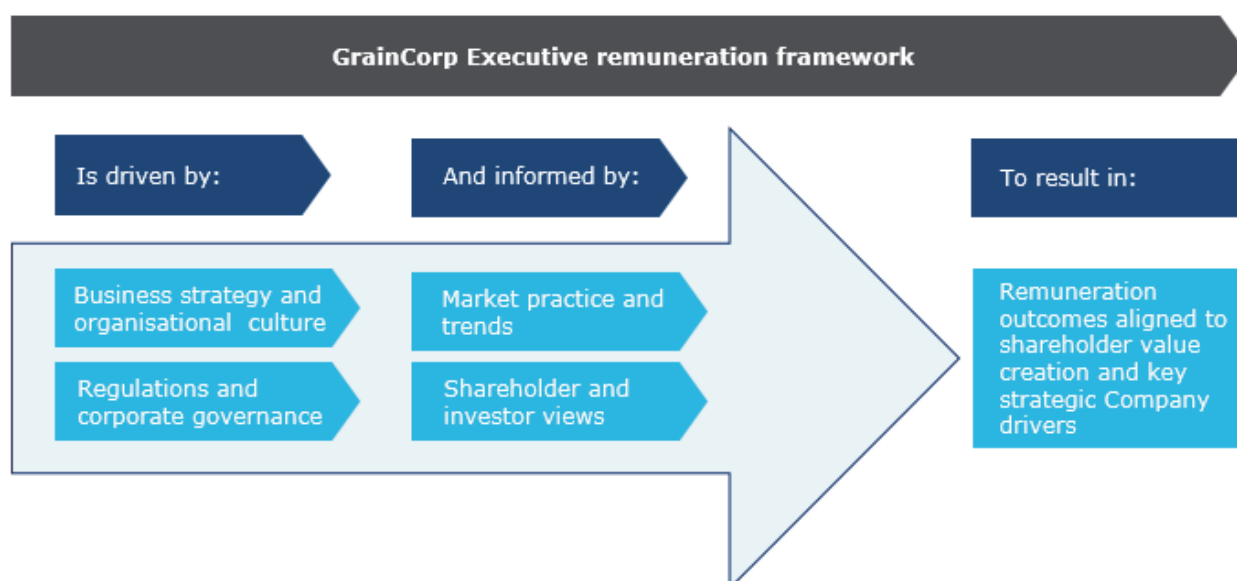 GrainCorp Executive remuneration framework
Is driven by:
And informed by:
To result in:
Business strategy and
organisational culture
Market practice and
trends
Regulations and
corporate governance
Shareholder and
investor views
Remuneration
outcomes aligned to
shareholder value
creation and key
strategic Company
drivers